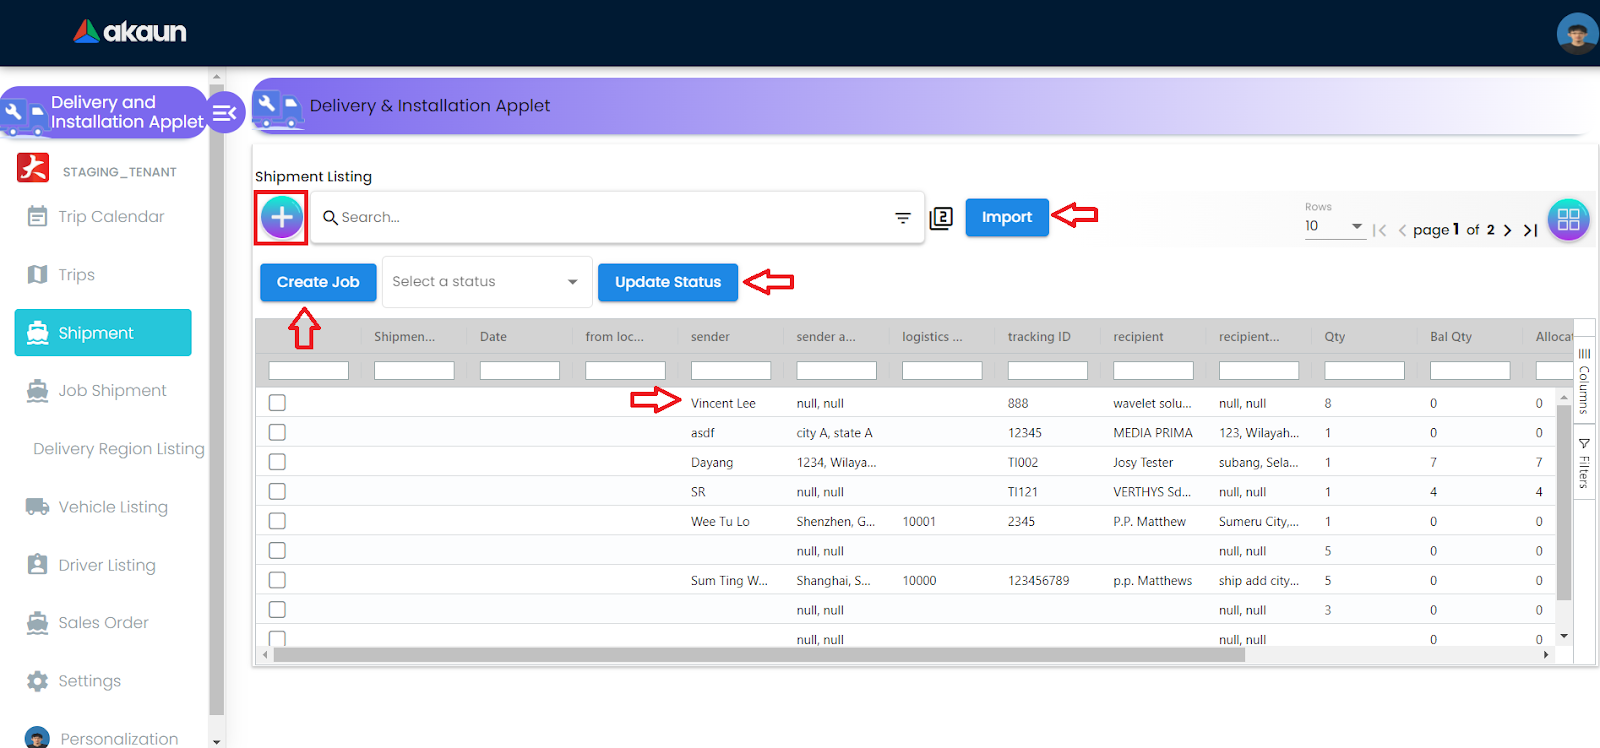 akaun
Delivery and
Installation Applet
STAGING_TENANT
Trip Calendar
Trips
Shipment
Job Shipment
Delivery Region Listing
Vehicle Listing
Driver Listing
Sales Order
Settings
Personalization
Delivery & Installation Applet
Shipment Listing
Search...
2
Import
Rows
10
page 1 of 2
Create Job
Select a status
Update Status
Shipmen... Date from loc... sender sender a... logistics ... tracking ID recipient recipient... Qty Bal Qty Allocat
Vincent Lee null, null 888 wavelet solu... null, null 8 0 0
asdf city A, state A 12345 MEDIA PRIMA 123, Wilayah... 1 0 0
Dayang 1234, Wilaya... TI002 Josy Tester subang, Sela... 1 7 7
SR null, null TI121 VERTHYS Sd... null, null 1 4 4
Wee Tu Lo Shenzhen, G... 10001 2345 P.P. Matthew Sumeru City,... 1 0 0
null, null null, null 5 0 0
Sum Ting W... Shanghai, S... 10000 123456789 p.p. Matthews ship add city... 5 0 0
null, null null, null 3 0 0
null, null null, null 0 0
Columns
Filters